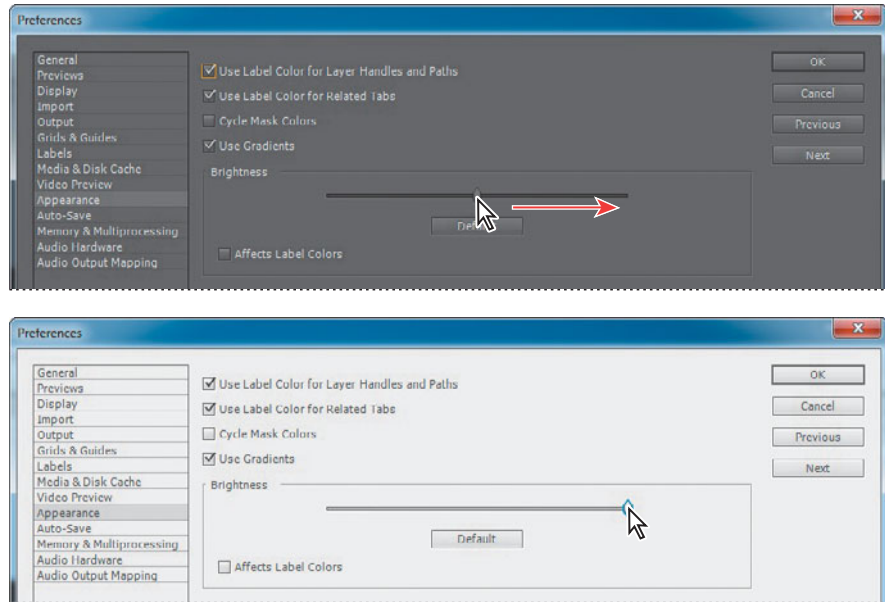 Preferences
General
Previews
Display
Import
Output
Grids & Guides
Labels
Media & Disk Cache
Video Preview
Appearance
Auto-Save
Memory & Multiprocessing
Audio Hardware
Audio Output Mapping
Use Label Color for Layer Handles and Paths
Use Label Color for Related Tabs
Cycle Mask Colors
Use Gradients
Brightness
Default
Affects Label Colors
OK
Cancel
Previous
Next
Preferences
General
Previews
Display
Import
Output
Grids & Guides
Labels
Media & Disk Cache
Video Preview
Appearance
Auto-Save
Memory & Multiprocessing
Audio Hardware
Audio Output Mapping
Use Label Color for Layer Handles and Paths
Use Label Color for Related Tabs
Cycle Mask Colors
Use Gradients
Brightness
Default
Affects Label Colors
OK
Cancel
Previous
Next